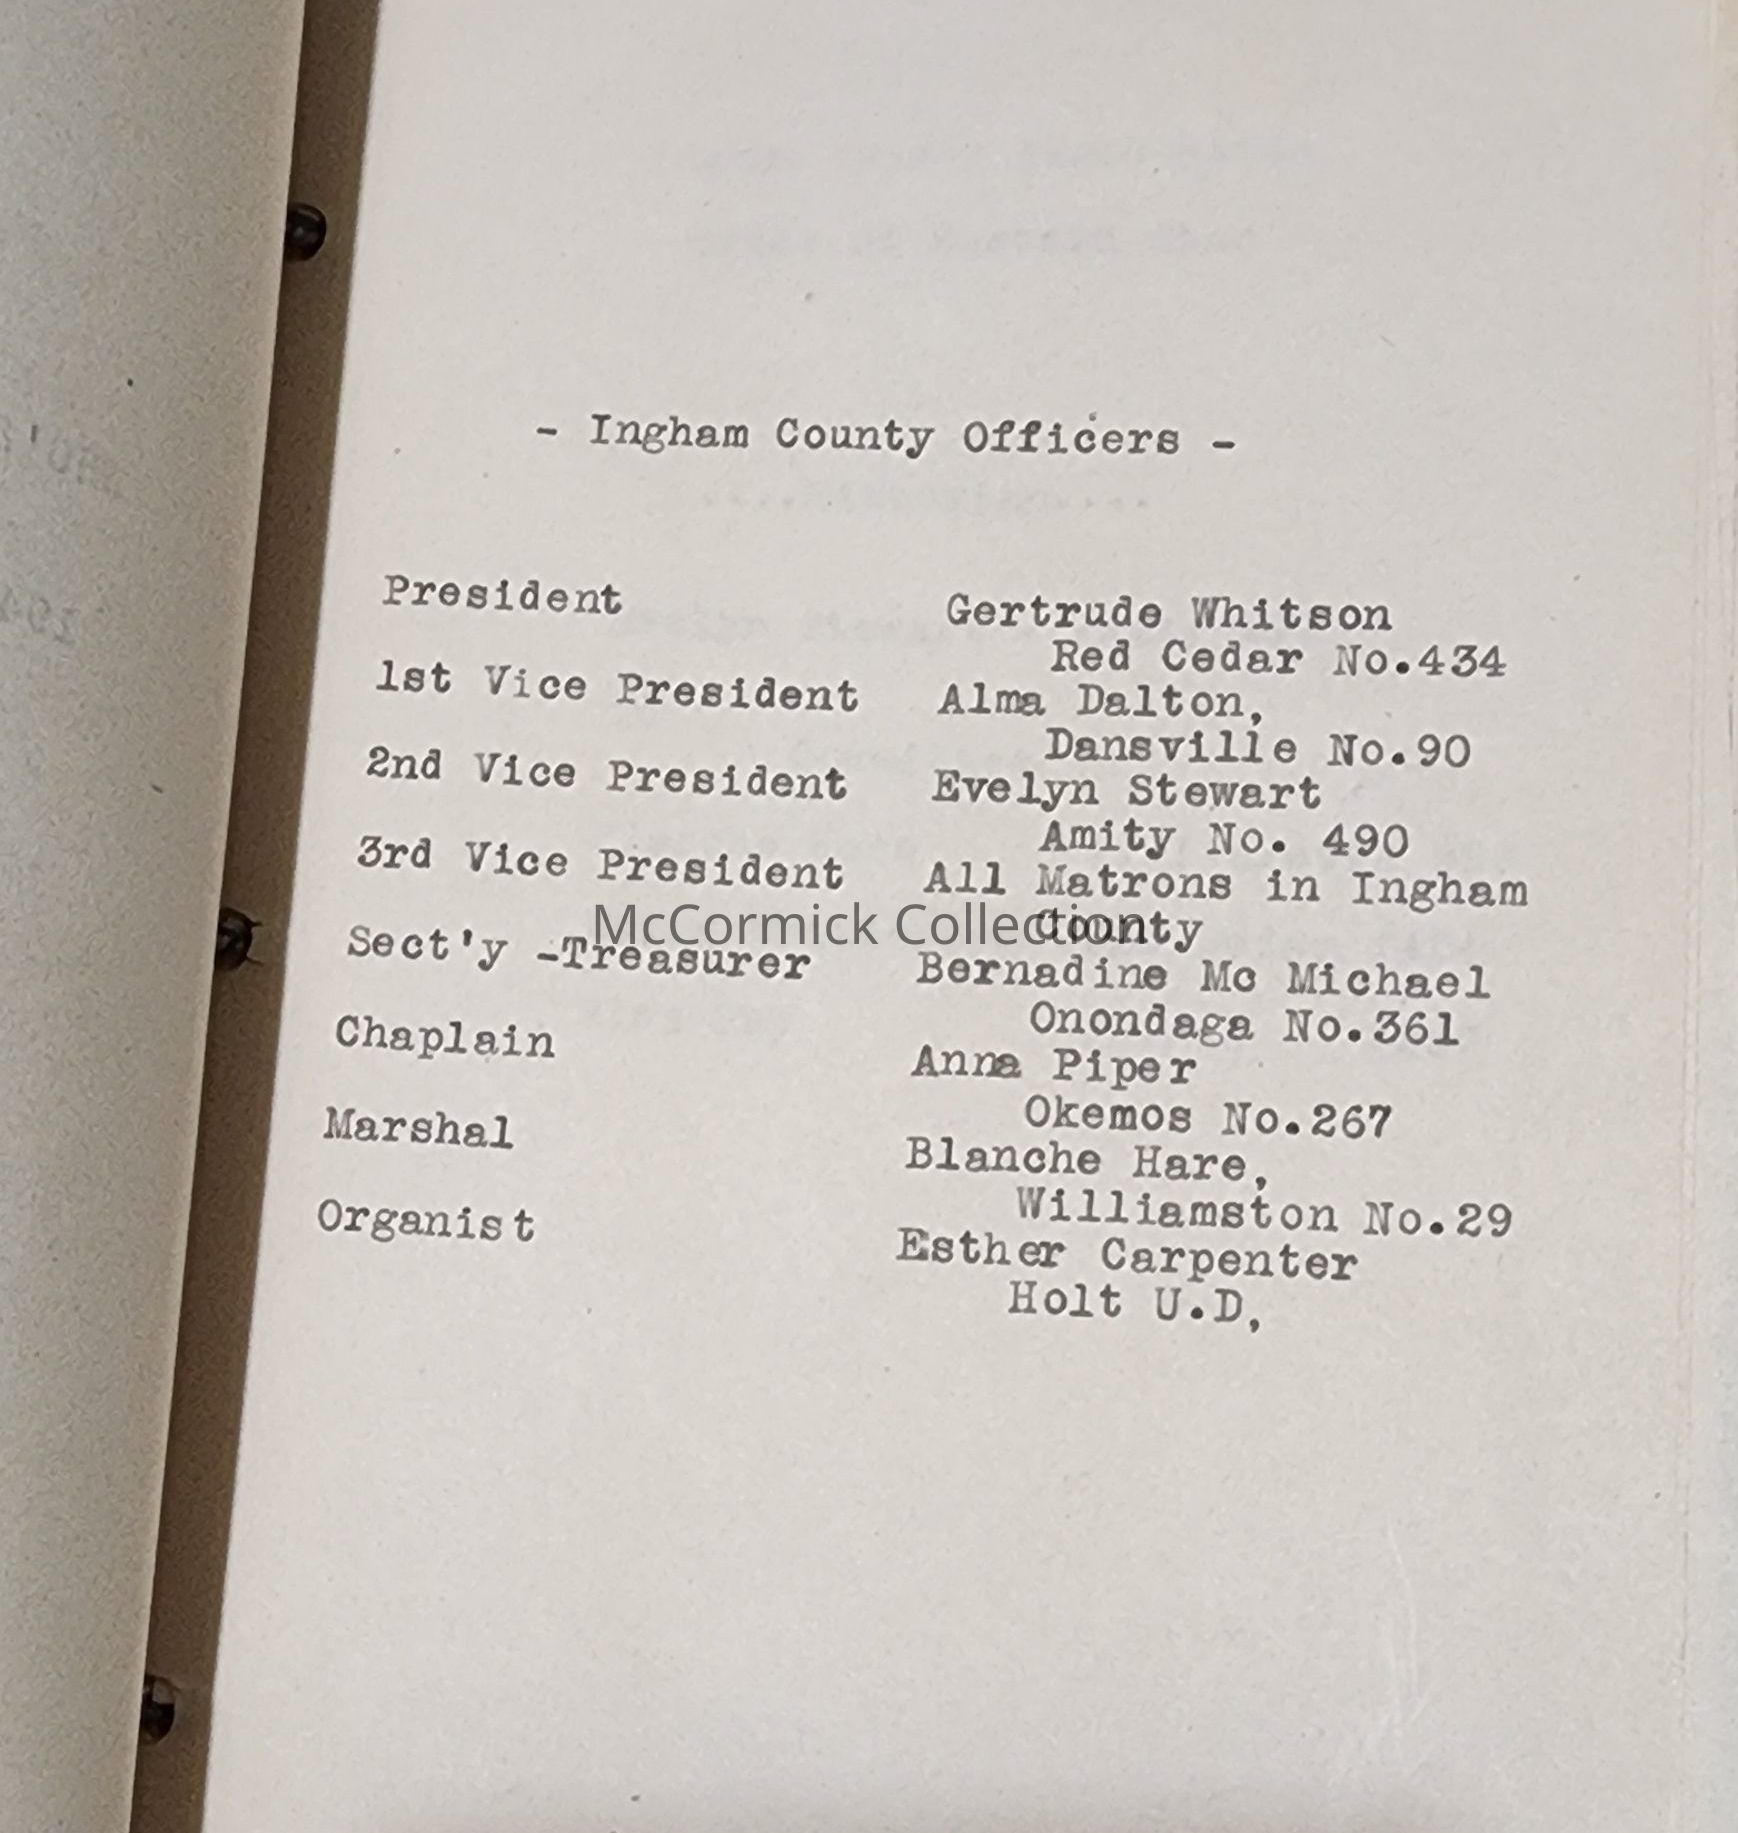 - Ingham County Officers -
President Gertrude Whitson
Red Cedar No.434
1st Vice President Alma Dalton,
Dansville No.90
2nd Vice President Evelyn Stewart
Amity No. 490
3rd Vice President All Matrons in Ingham
County
McCormick Collection
Sect'y -Treasurer Bernadine Mc Michael
Onondaga No.361
Chaplain Anna Piper
Okemos No.267
Marshal Blanche Hare,
Williamston No.29
Organist Esther Carpenter
Holt U.D,